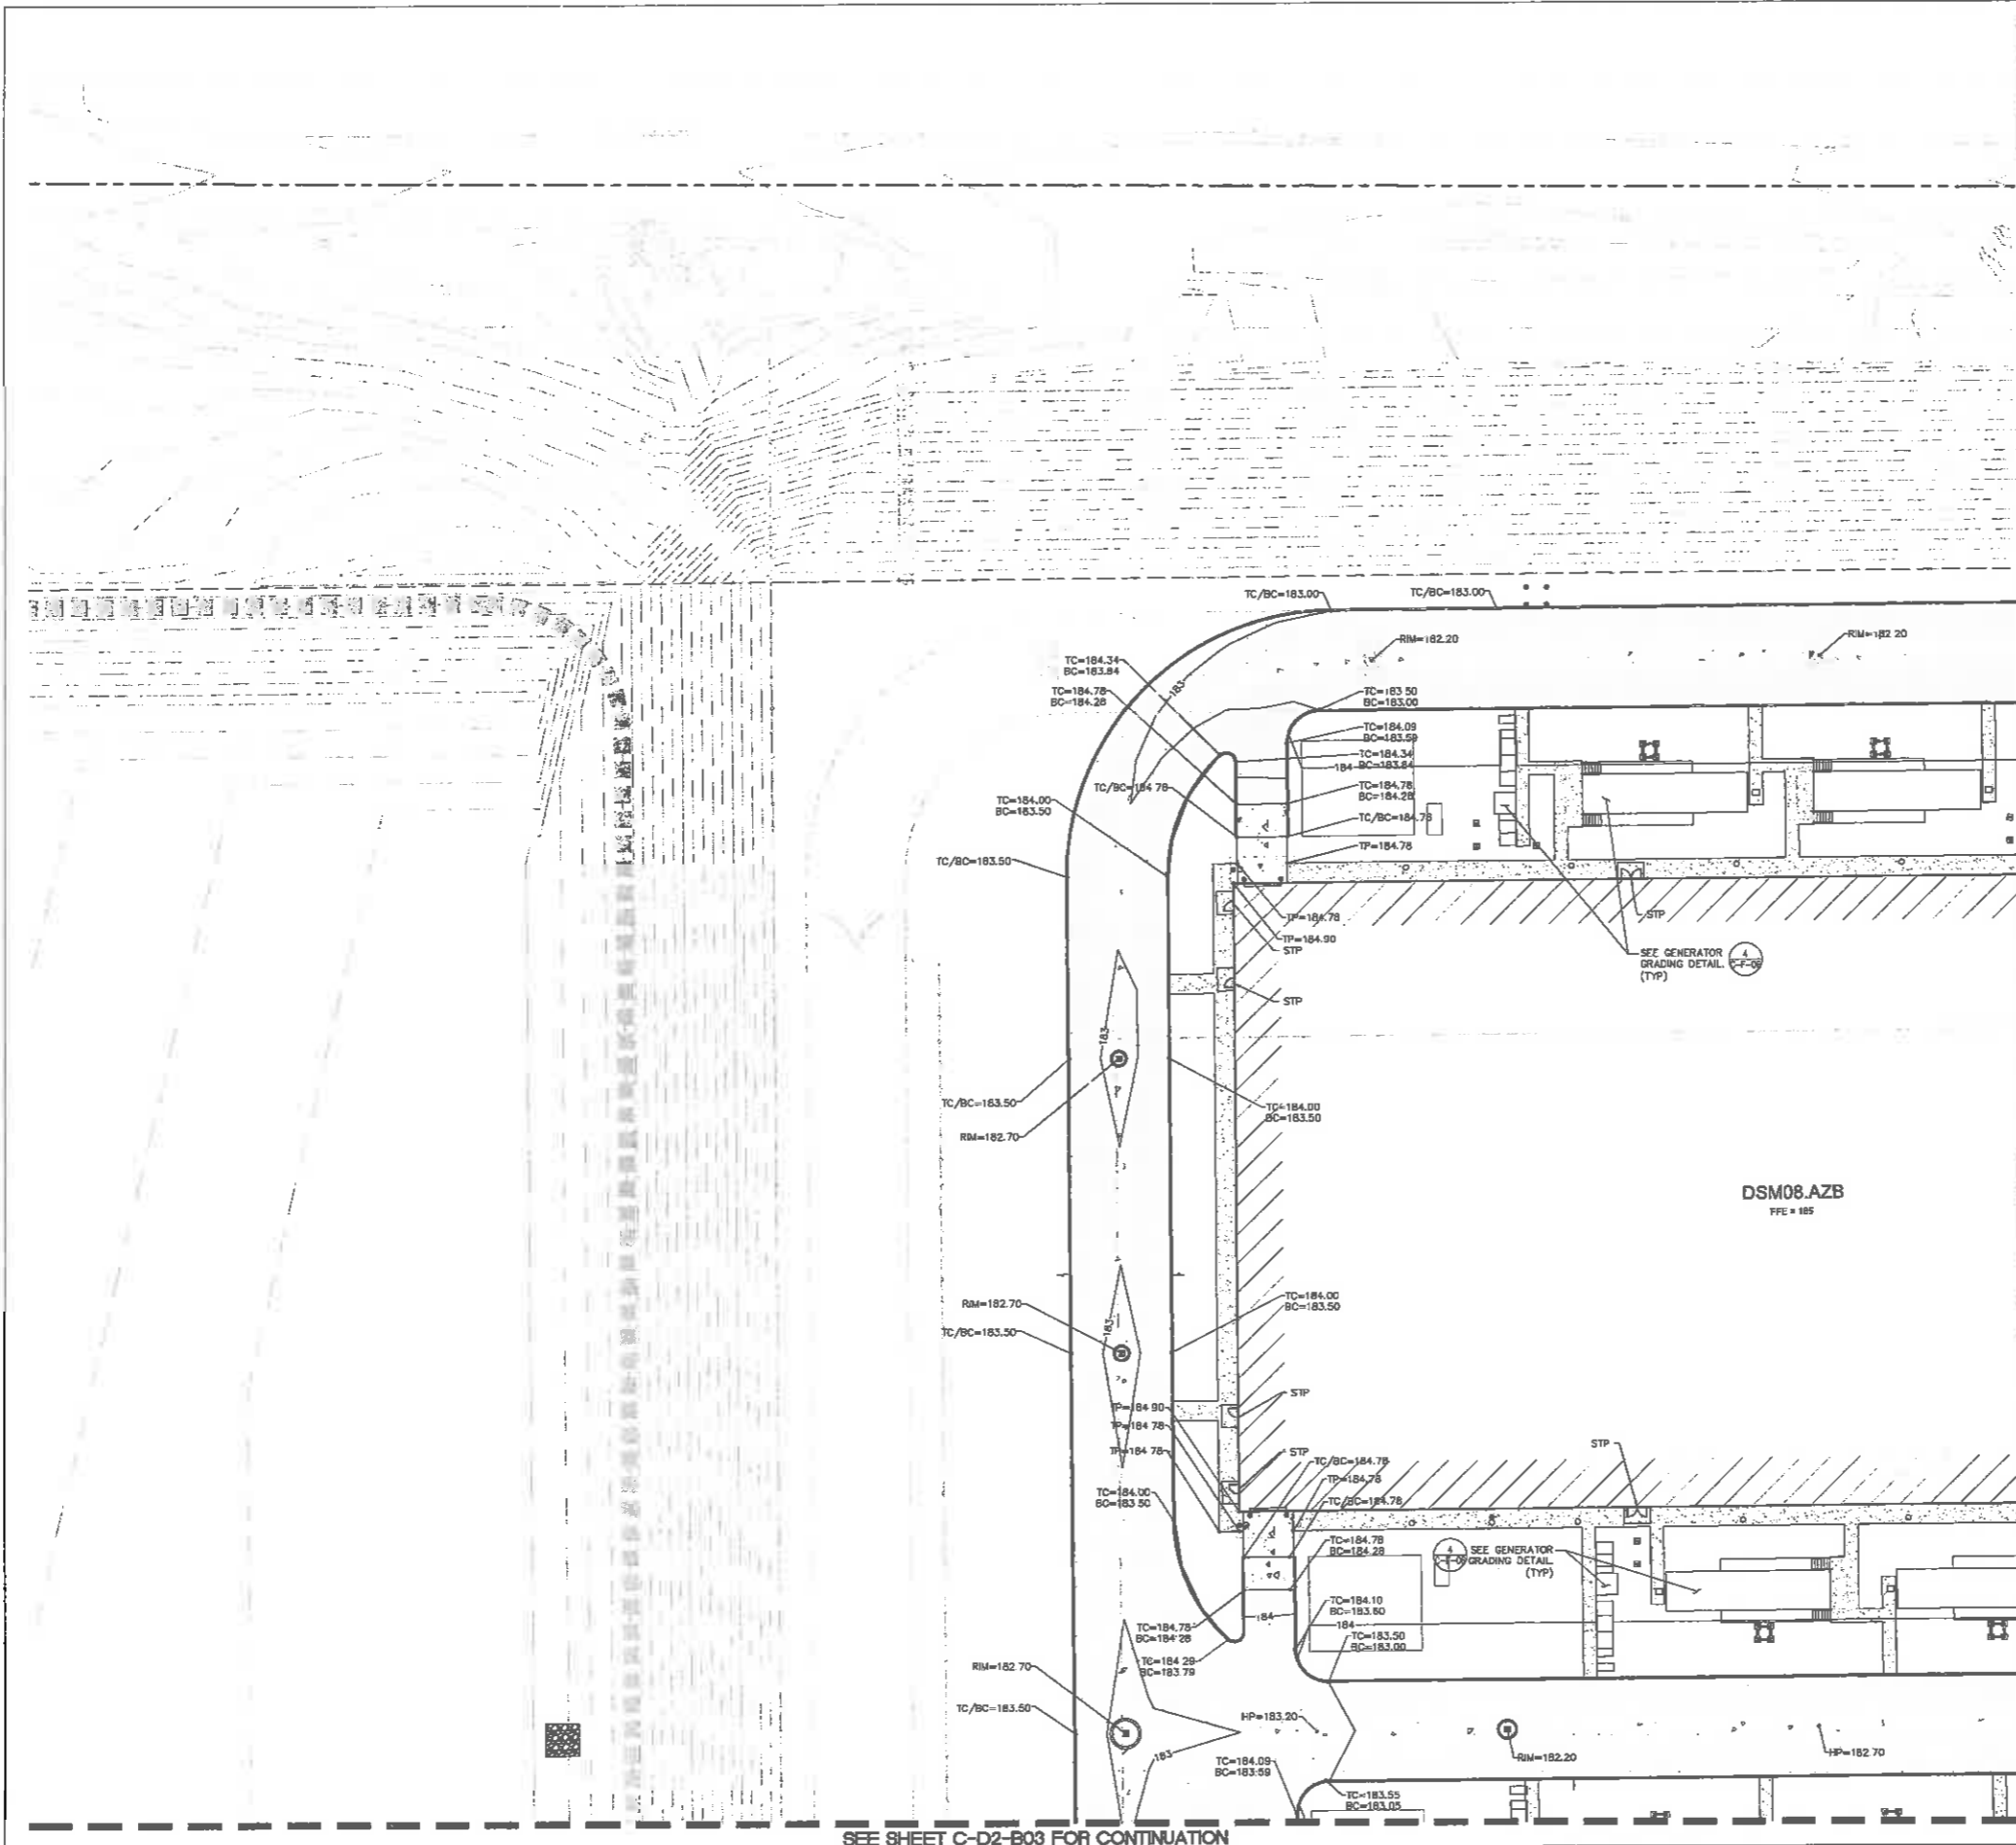 TC/BC=183.00
TC/BC=183.00
RIM=182.20
RIM=182.20
TC=184.34
BC=183.84
183
TC=184.78
BC=184.28
TC=183.50
BC=183.00
TC=184.09
BC=183.59
TC=184.34
184
BC=183.84
TC/BC=184.78
TC=184.78
BC=184.28
TC=184.00
BC=183.50
TC/BC=184.78
TC/BC=183.50
TP=184.78
TP=184.78
STP
TP=184.90
STP
SEE GENERATOR
GRADING DETAIL.
(TYP)
4
C-F-06
STP
183
TC/BC=183.50
TC=184.00
BC=183.50
RIM=182.70
DSM08.AZB
FFE = 185
RIM=182.70
TC=184.00
BC=183.50
TC/BC=183.50
183
STP
TP=184.90
TP=184.78
TP=184.78
STP
STP
TC/BC=184.78
TP=184.78
TC=184.00
BC=183.50
TC/BC=184.78
TC=184.78
BC=184.28
4
SEE GENERATOR
GRADING DETAIL
(TYP)
TC=184.10
BC=183.60
184
184
TC=184.78
BC=184.28
TC=183.50
BC=183.00
TC=184.29
BC=183.79
RIM=182.70
TC/BC=183.50
HP=183.20
183
RIM=182.20
HP=182.70
TC=184.09
BC=183.59
TC=183.55
BC=183.05
SEE SHEET C-D2-B03 FOR CONTINUATION